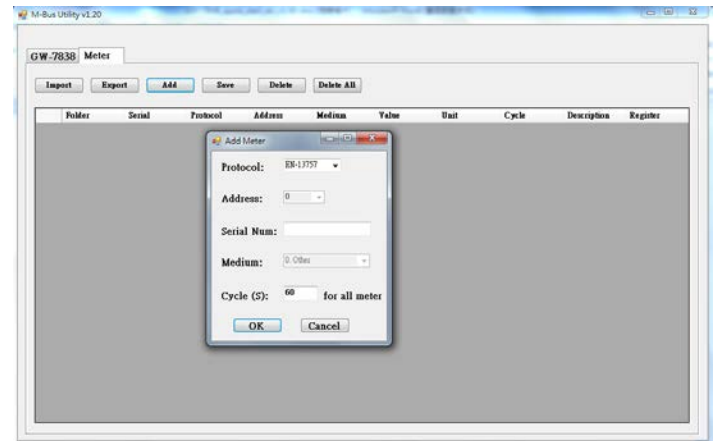 M-Bus Utility v1.20
GW-7838 Meter
Import Export Add Save Delete Delete All
Folder Serial Protocol Address Medium Value Unit Cycle Description Register
Add Meter
Protocol: EN-13757
Address: 0
Serial Num:
Medium: 0. Other
Cycle (S): 60 for all meter
OK Cancel